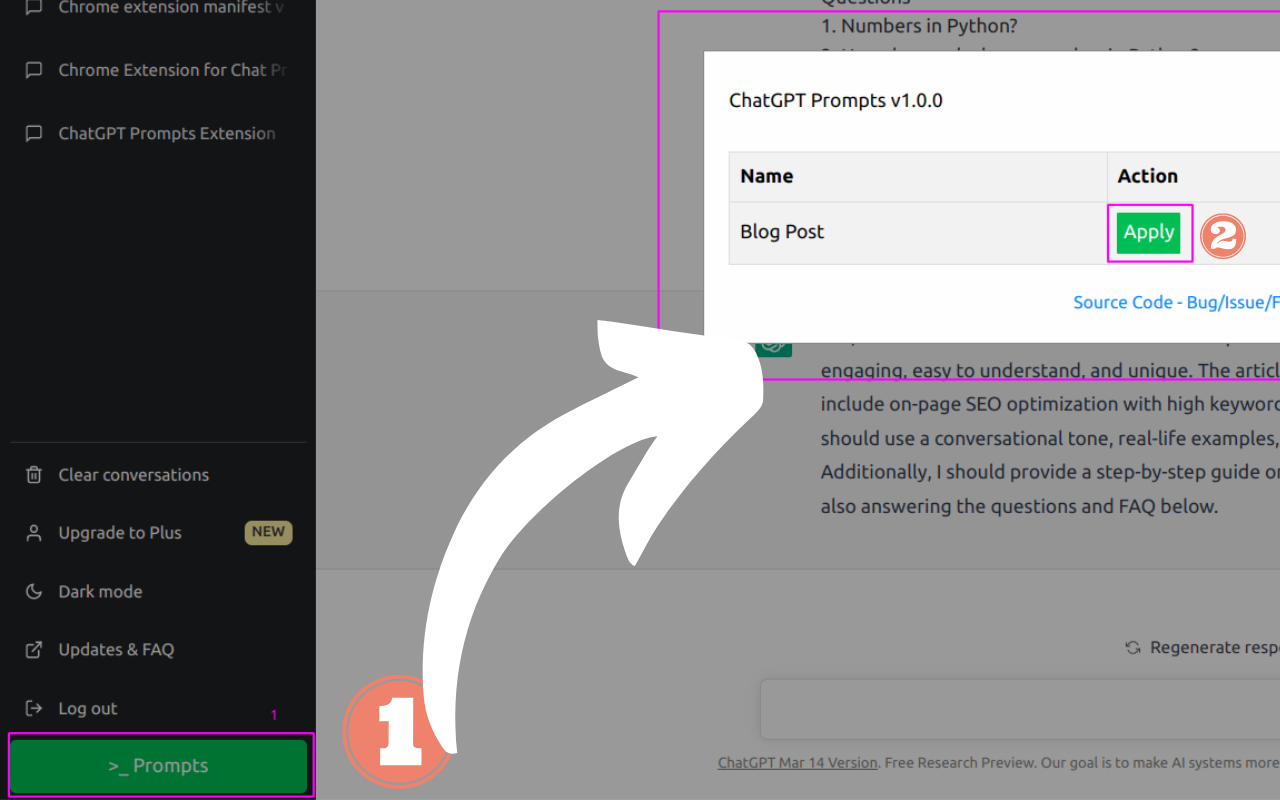 Chrome extension manifest v
Chrome Extension for Chat Pr
ChatGPT Prompts Extension
Clear conversations
Upgrade to Plus NEW
Dark mode
Updates & FAQ
Log out
1
>_ Prompts
1
Questions
1. Numbers in Python?
ChatGPT Prompts v1.0.0
Name Action
Blog Post Apply
2
Source Code - Bug/Issue/F
engaging, easy to understand, and unique. The articl
include on-page SEO optimization with high keyword
should use a conversational tone, real-life examples,
Additionally, I should provide a step-by-step guide or
also answering the questions and FAQ below.
Regenerate resp
ChatGPT Mar 14 Version. Free Research Preview. Our goal is to make AI systems more